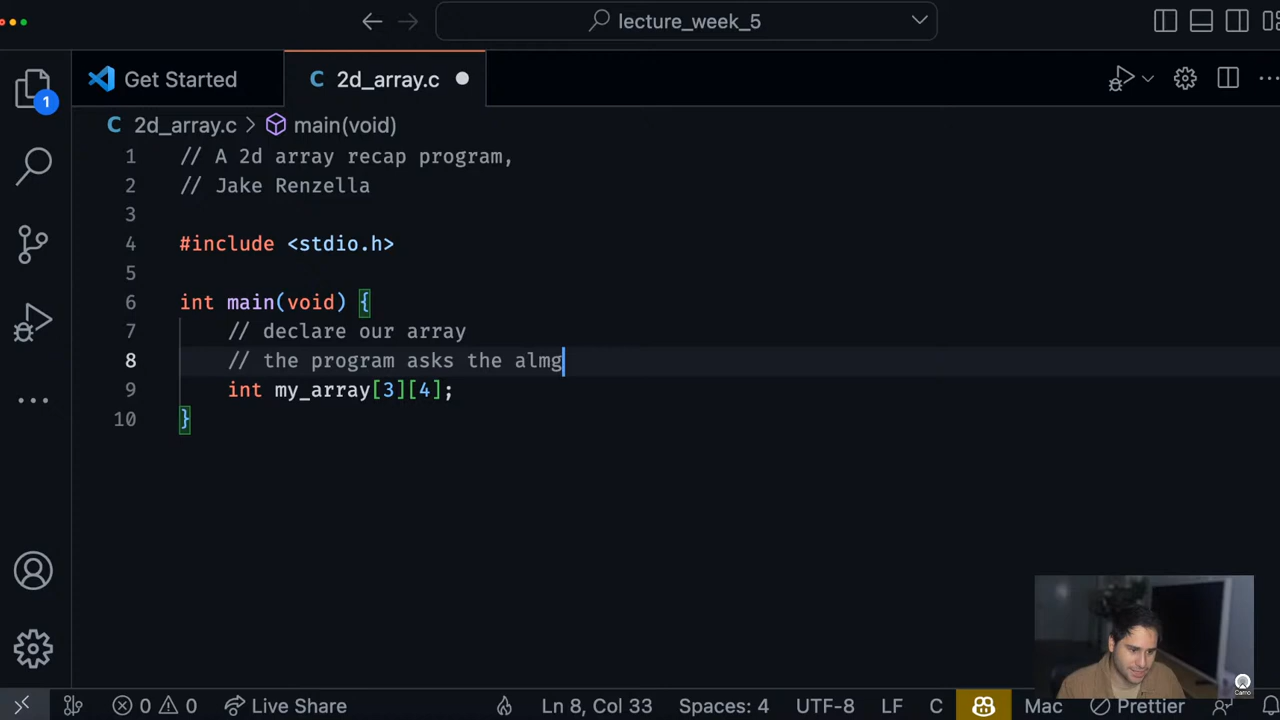 lecture_week_5
Get Started
C 2d_array.c
1
C 2d_array.c > main(void)
1 // A 2d array recap program,
2 // Jake Renzella
3
4 #include <stdio.h>
5
6 int main(void) {
7 // declare our array
8 // the program asks the almg
9 int my_array[3][4];
10 }
0 0 Live Share Ln 8, Col 33 Spaces: 4 UTF-8 LF C Mac Prettier